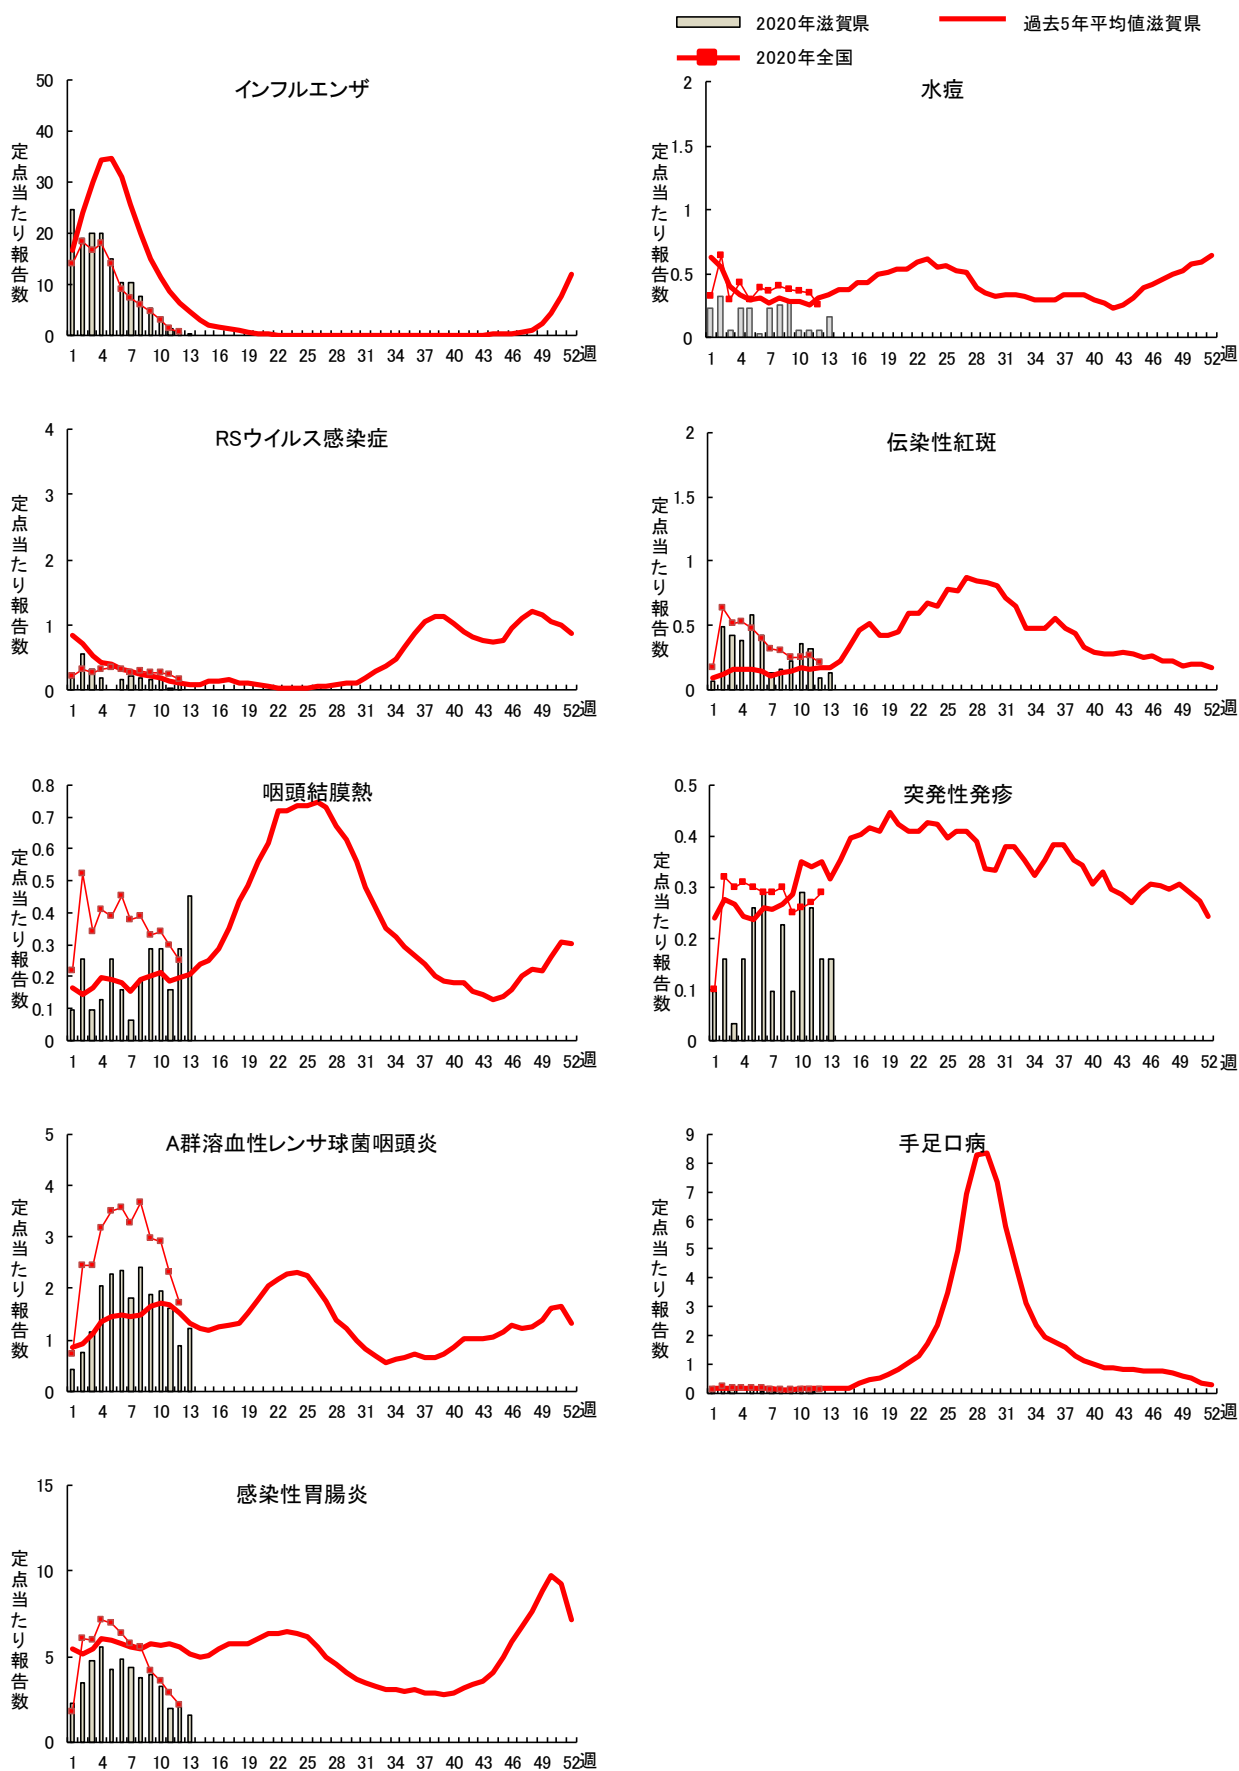 2020年滋賀県
過去5年平均値滋賀県
2020年全国
インフルエンザ
定点当たり報告数
50
40
30
20
10
0
1 4 7 10 13 16 19 22 25 28 31 34 37 40 43 46 49 52週
水痘
定点当たり報告数
2
1.5
1
0.5
0
1 4 7 10 13 16 19 22 25 28 31 34 37 40 43 46 49 52週
RSウイルス感染症
定点当たり報告数
4
3
2
1
0
1 4 7 10 13 16 19 22 25 28 31 34 37 40 43 46 49 52週
伝染性紅斑
定点当たり報告数
2
1.5
1
0.5
0
1 4 7 10 13 16 19 22 25 28 31 34 37 40 43 46 49 52週
咽頭結膜熱
定点当たり報告数
0.8
0.7
0.6
0.5
0.4
0.3
0.2
0.1
0
1 4 7 10 13 16 19 22 25 28 31 34 37 40 43 46 49 52週
突発性発疹
定点当たり報告数
0.5
0.4
0.3
0.2
0.1
0
1 4 7 10 13 16 19 22 25 28 31 34 37 40 43 46 49 52週
A群溶血性レンサ球菌咽頭炎
定点当たり報告数
5
4
3
2
1
0
1 4 7 10 13 16 19 22 25 28 31 34 37 40 43 46 49 52週
手足口病
定点当たり報告数
9
8
7
6
5
4
3
2
1
0
1 4 7 10 13 16 19 22 25 28 31 34 37 40 43 46 49 52週
感染性胃腸炎
定点当たり報告数
15
10
5
0
1 4 7 10 13 16 19 22 25 28 31 34 37 40 43 46 49 52週